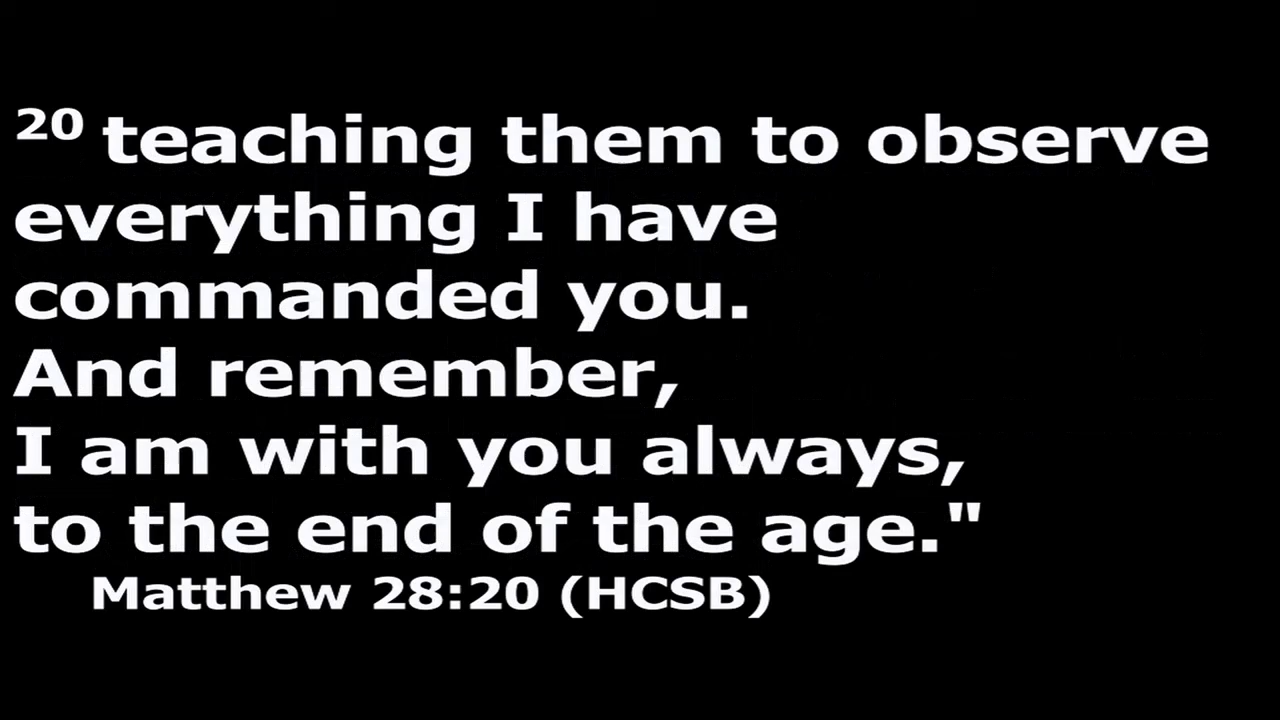 20 teaching them to observe
everything I have
commanded you.
And remember,
I am with you always,
to the end of the age."
Matthew 28:20 (HCSB)